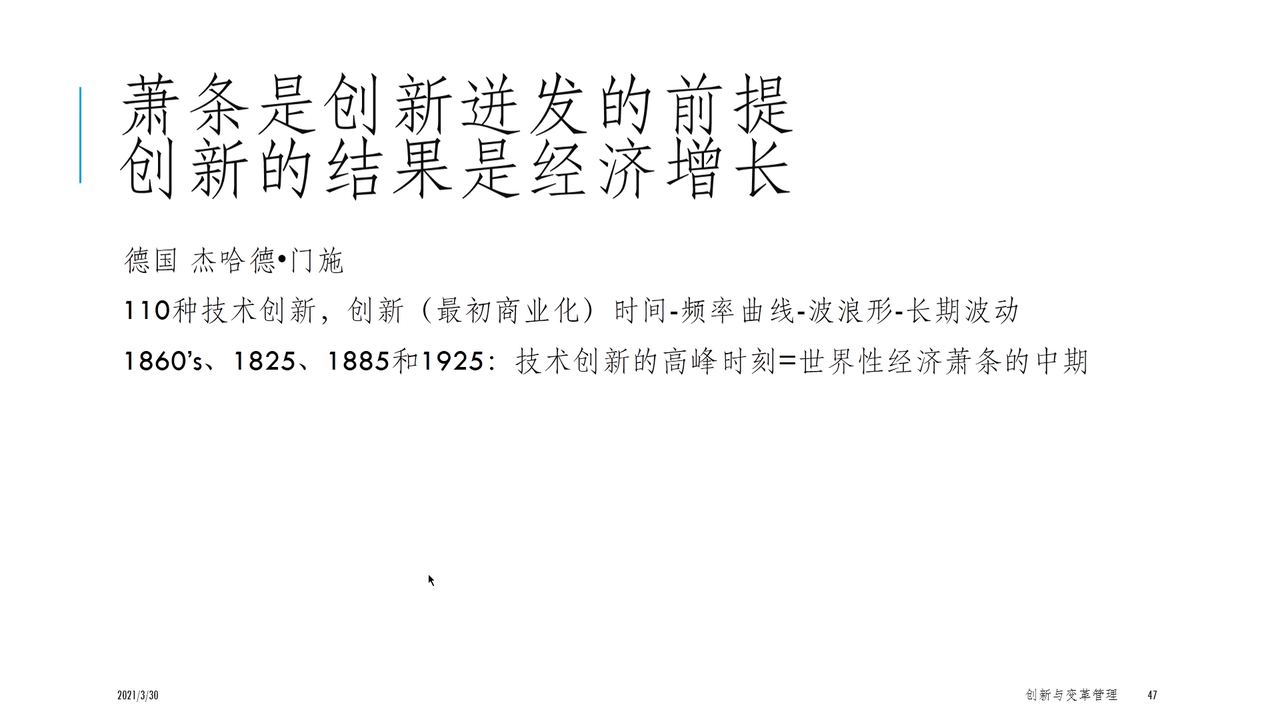 萧条是创新迸发的前提
创新的结果是经济增长
德国 杰哈德•门施
110种技术创新，创新（最初商业化）时间-频率曲线-波浪形-长期波动
1860’s、1825、1885和1925：技术创新的高峰时刻=世界性经济萧条的中期
2021/3/30
创新与变革管理
47